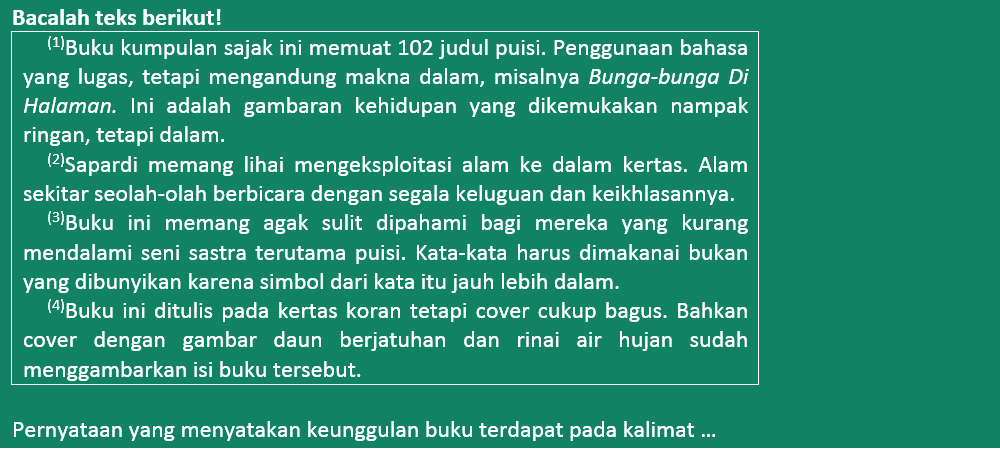 Bacalah teks berikut!
(1)Buku kumpulan sajak ini memuat 102 judul puisi. Penggunaan bahasa
yang lugas, tetapi mengandung makna dalam, misalnya Bunga-bunga Di
Halaman. Ini adalah gambaran kehidupan yang dikemukakan nampak
ringan, tetapi dalam.
(2)Sapardi memang lihai mengeksploitasi alam ke dalam kertas. Alam
sekitar seolah-olah berbicara dengan segala keluguan dan keikhlasannya.
(3)Buku ini memang agak sulit dipahami bagi mereka yang kurang
mendalami seni sastra terutama puisi. Kata-kata harus dimakanai bukan
yang dibunyikan karena simbol dari kata itu jauh lebih dalam.
(4)Buku ini ditulis pada kertas koran tetapi cover cukup bagus. Bahkan
cover dengan gambar daun berjatuhan dan rinai air hujan sudah
menggambarkan isi buku tersebut.
Pernyataan yang menyatakan keunggulan buku terdapat pada kalimat ...